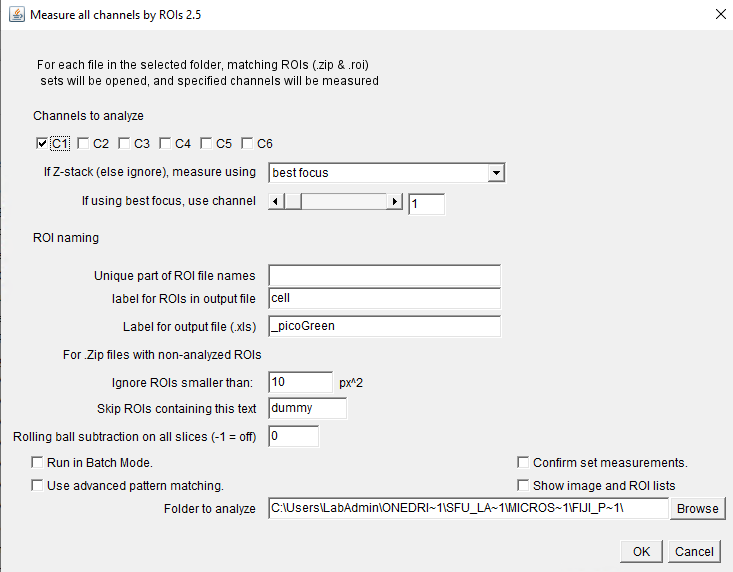 Measure all channels by ROIs 2.5
For each file in the selected folder, matching ROIs (.zip & .roi)
sets will be opened, and specified channels will be measured
Channels to analyze
C1 C2 C3 C4 C5 C6
If Z-stack (else ignore), measure using best focus
If using best focus, use channel 1
ROI naming
Unique part of ROI file names
label for ROIs in output file cell
Label for output file (.xls) _picoGreen
For .Zip files with non-analyzed ROIs
Ignore ROIs smaller than: 10 px^2
Skip ROIs containing this text dummy
Rolling ball subtraction on all slices (-1 = off) 0
Run in Batch Mode. Confirm set measurements.
Use advanced pattern matching. Show image and ROI lists
Folder to analyze C:\Users\LabAdmin\ONEDRI~1\SFU_LA~1\MICROS~1\FIJI_P~1\ Browse
OK Cancel